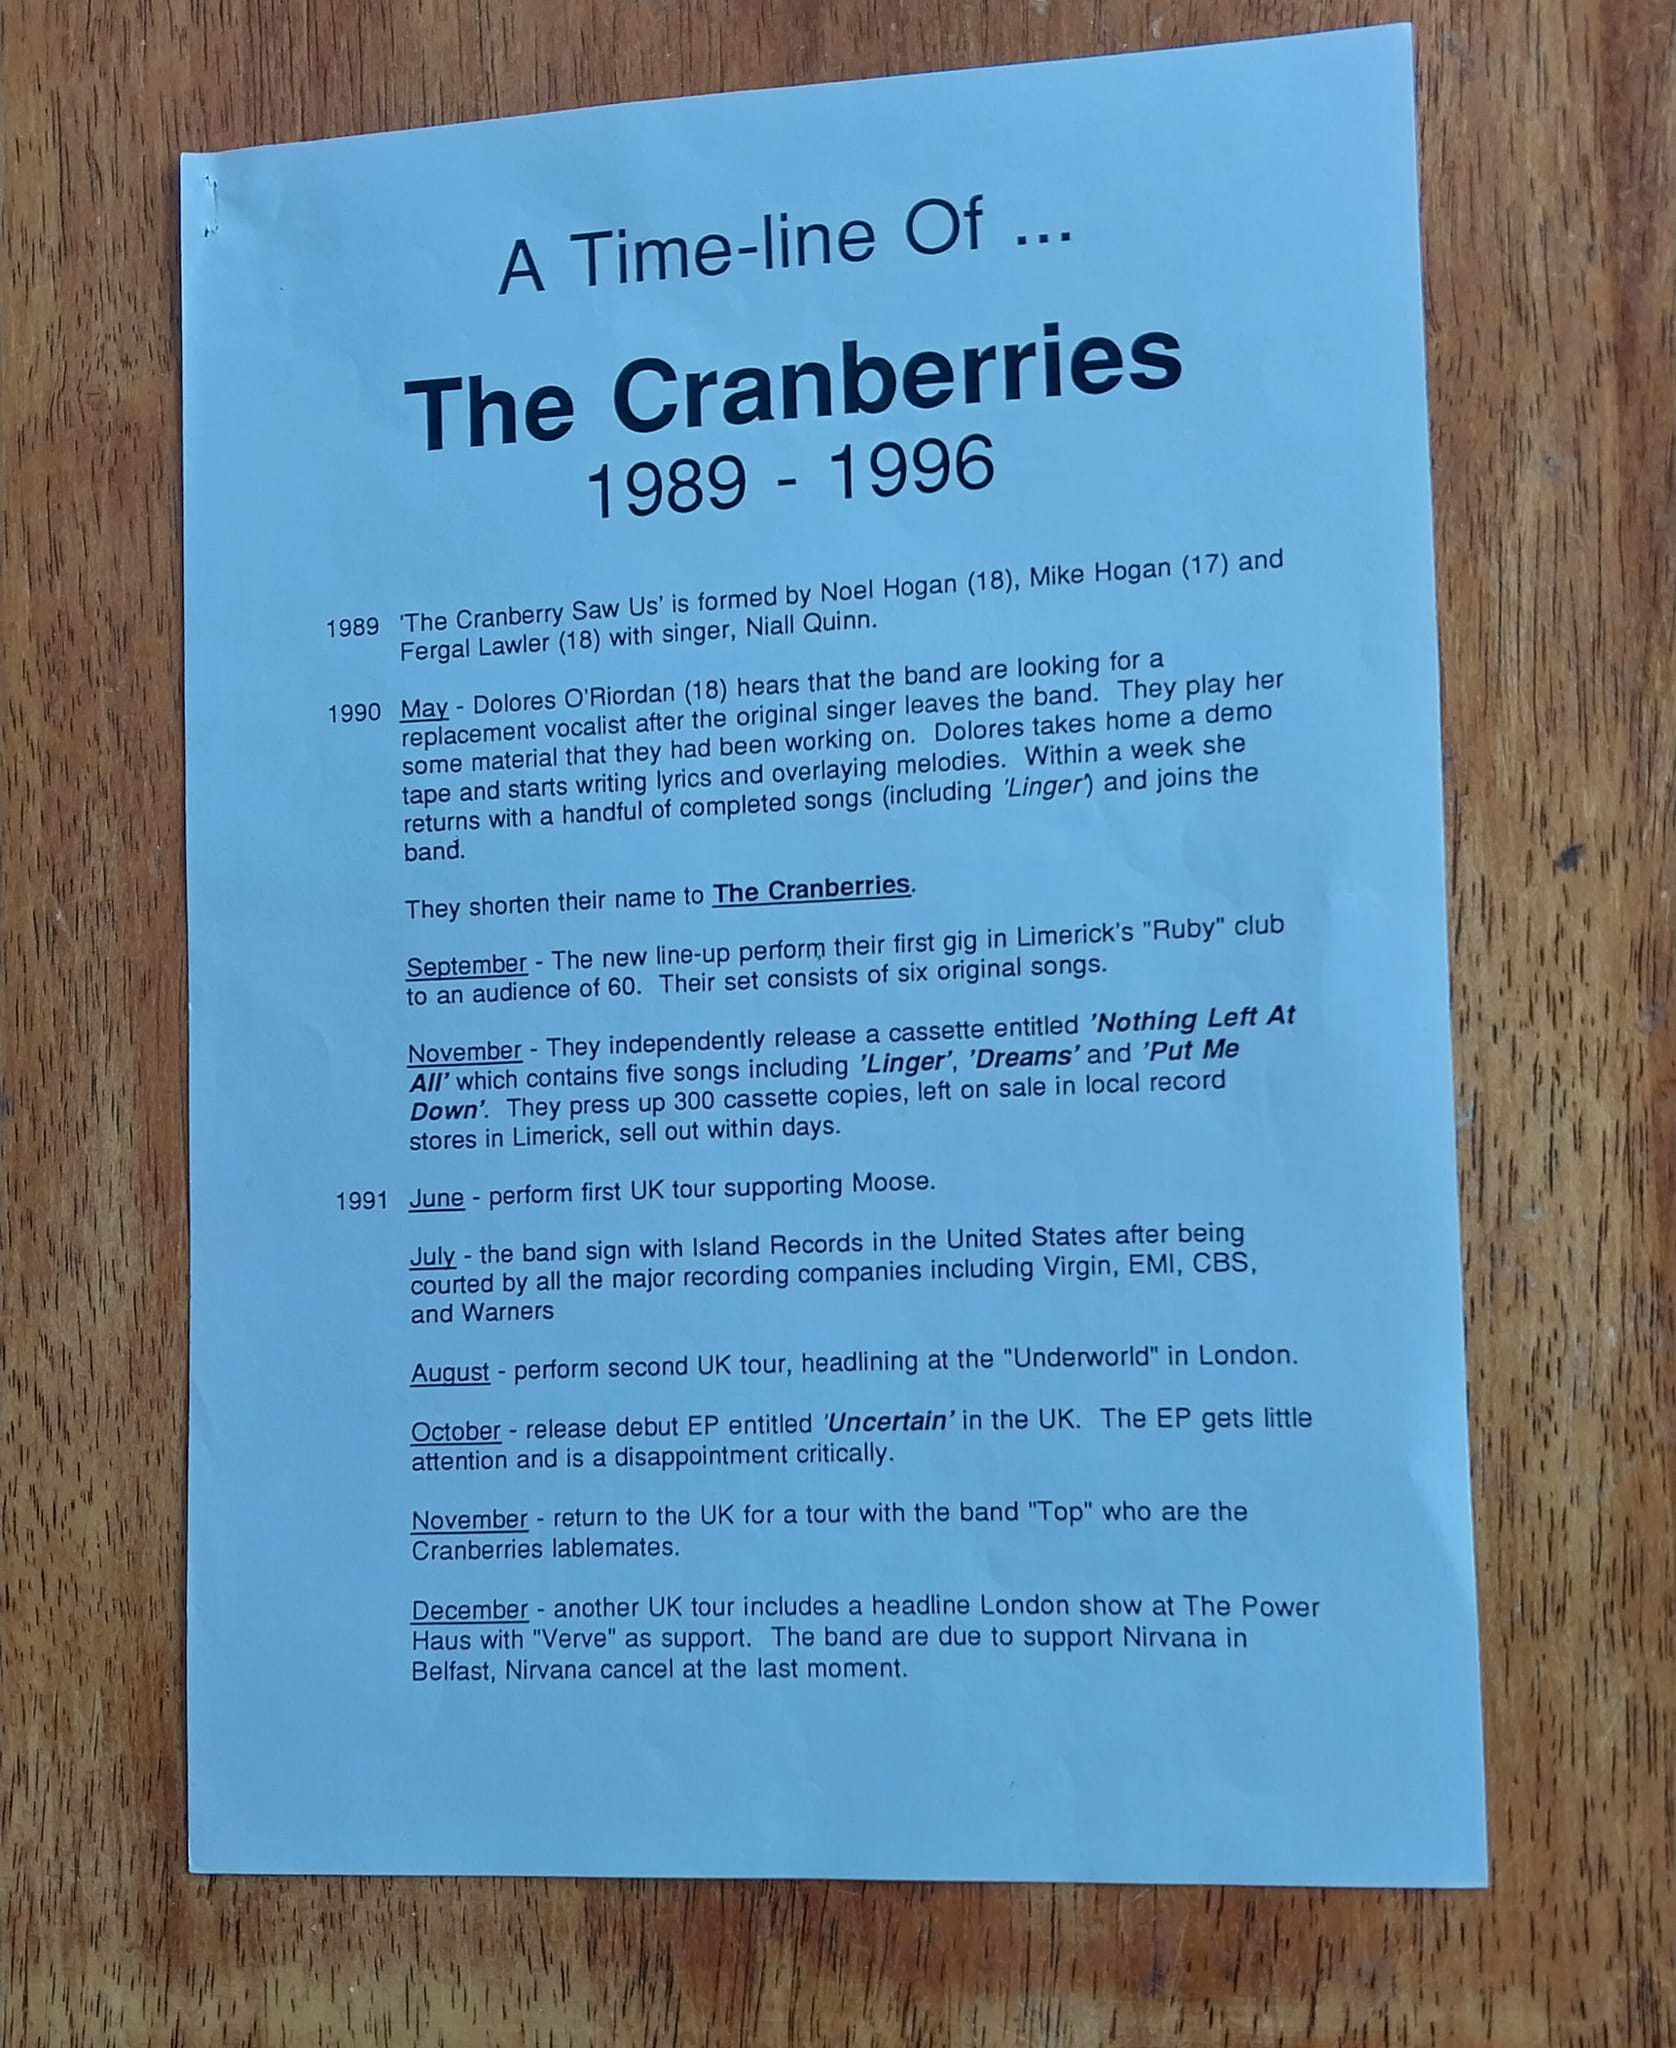 A Time-line Of ...
The Cranberries
1989 - 1996
1989 'The Cranberry Saw Us' is formed by Noel Hogan (18), Mike Hogan (17) and
Fergal Lawler (18) with singer, Niall Quinn.
1990 May - Dolores O'Riordan (18) hears that the band are looking for a
replacement vocalist after the original singer leaves the band. They play her
some material that they had been working on. Dolores takes home a demo
tape and starts writing lyrics and overlaying melodies. Within a week she
returns with a handful of completed songs (including 'Linger') and joins the
band.
They shorten their name to The Cranberries.
September - The new line-up perform their first gig in Limerick's "Ruby" club
to an audience of 60. Their set consists of six original songs.
November - They independently release a cassette entitled 'Nothing Left At
All' which contains five songs including 'Linger', 'Dreams' and 'Put Me
Down'. They press up 300 cassette copies, left on sale in local record
stores in Limerick, sell out within days.
1991 June - perform first UK tour supporting Moose.
July - the band sign with Island Records in the United States after being
courted by all the major recording companies including Virgin, EMI, CBS,
and Warners
August - perform second UK tour, headlining at the "Underworld" in London.
October - release debut EP entitled 'Uncertain' in the UK. The EP gets little
attention and is a disappointment critically.
November - return to the UK for a tour with the band "Top" who are the
Cranberries lablemates.
December - another UK tour includes a headline London show at The Power
Haus with "Verve" as support. The band are due to support Nirvana in
Belfast, Nirvana cancel at the last moment.